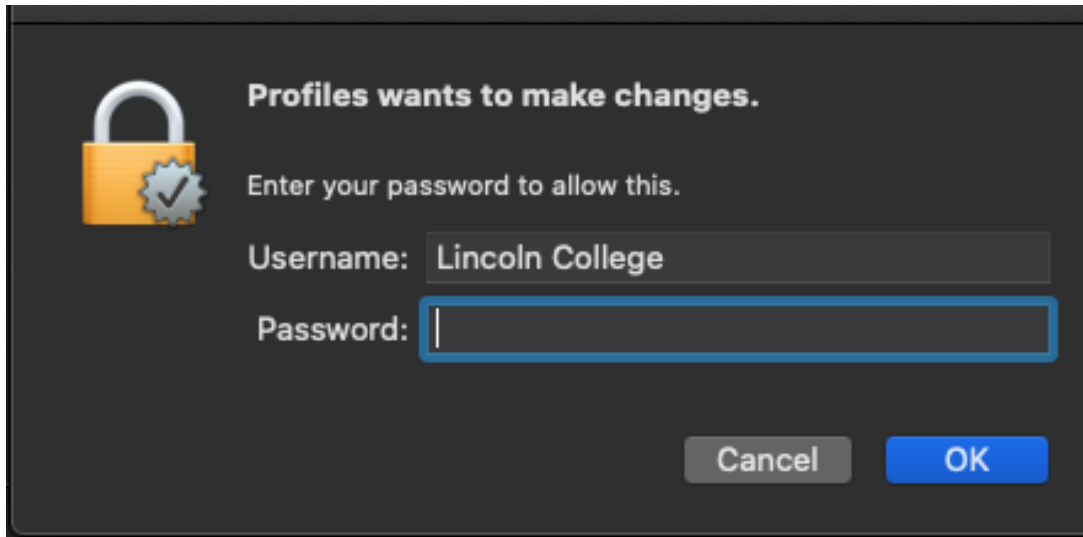 Profiles wants to make changes.
Enter your password to allow this.
Username: Lincoln College
Password:
Cancel OK